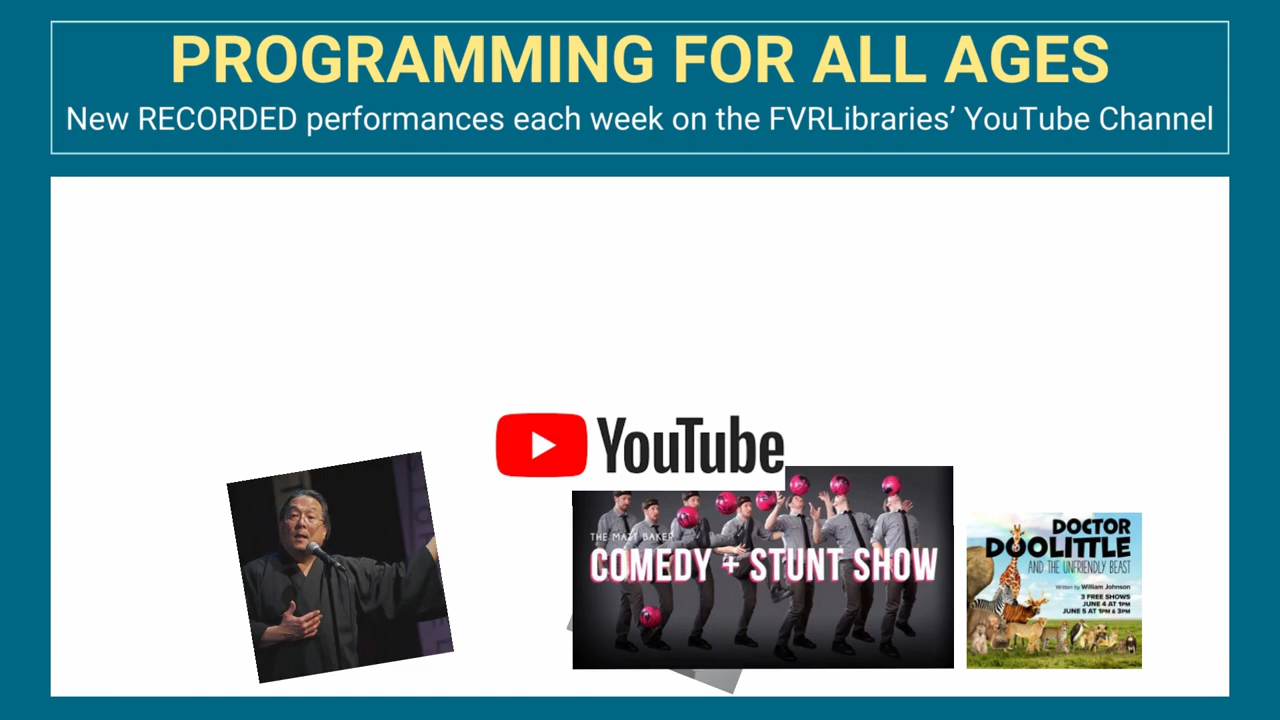 PROGRAMMING FOR ALL AGES
New RECORDED performances each week on the FVRLibraries’ YouTube Channel
YouTube
THE MATT BAKER
COMEDY + STUNT SHOW
DOCTOR
DOOLITTLE
AND THE UNFRIENDLY BEAST
Written by William Johnson
3 FREE SHOWS
JUNE 4 AT 1PM
JUNE 5 AT 1PM & 3PM